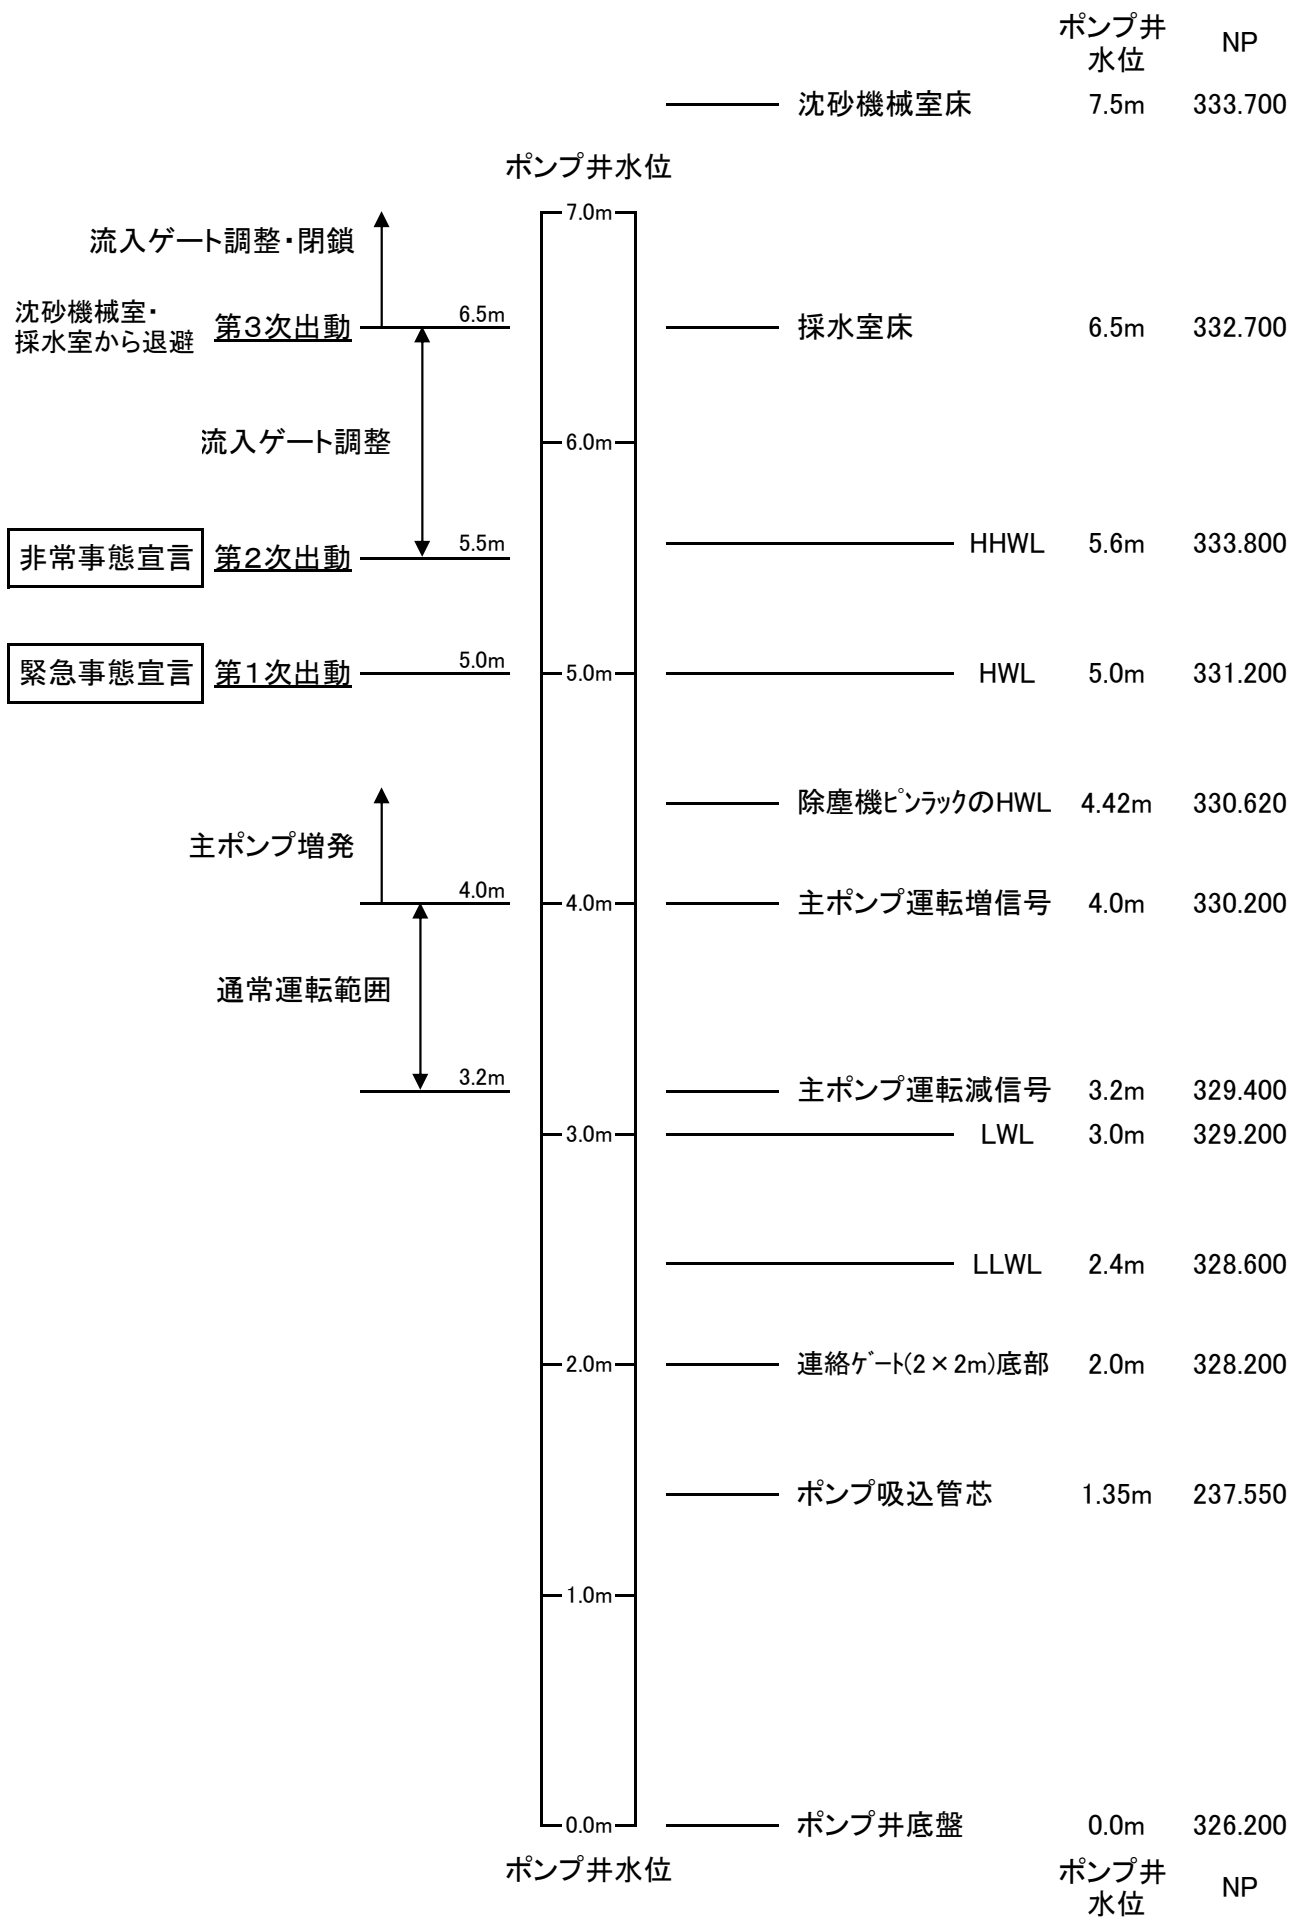 ポンプ井
水位
NP
沈砂機械室床 7.5m 333.700
ポンプ井水位
7.0m
流入ゲート調整・閉鎖
沈砂機械室・
採水室から退避
第3次出動
6.5m
採水室床 6.5m 332.700
流入ゲート調整
6.0m
非常事態宣言 第2次出動 5.5m
HHWL 5.6m 333.800
緊急事態宣言 第1次出動 5.0m
5.0m
HWL 5.0m 331.200
除塵機ﾋﾟﾝﾗｯｸのHWL 4.42m 330.620
主ポンプ増発
4.0m
4.0m
主ポンプ運転増信号 4.0m 330.200
通常運転範囲
3.2m
主ポンプ運転減信号 3.2m 329.400
3.0m
LWL 3.0m 329.200
LLWL 2.4m 328.600
2.0m
連絡ｹﾞｰﾄ(2×2m)底部 2.0m 328.200
ポンプ吸込管芯 1.35m 237.550
1.0m
0.0m
ポンプ井底盤 0.0m 326.200
ポンプ井水位
ポンプ井
水位
NP